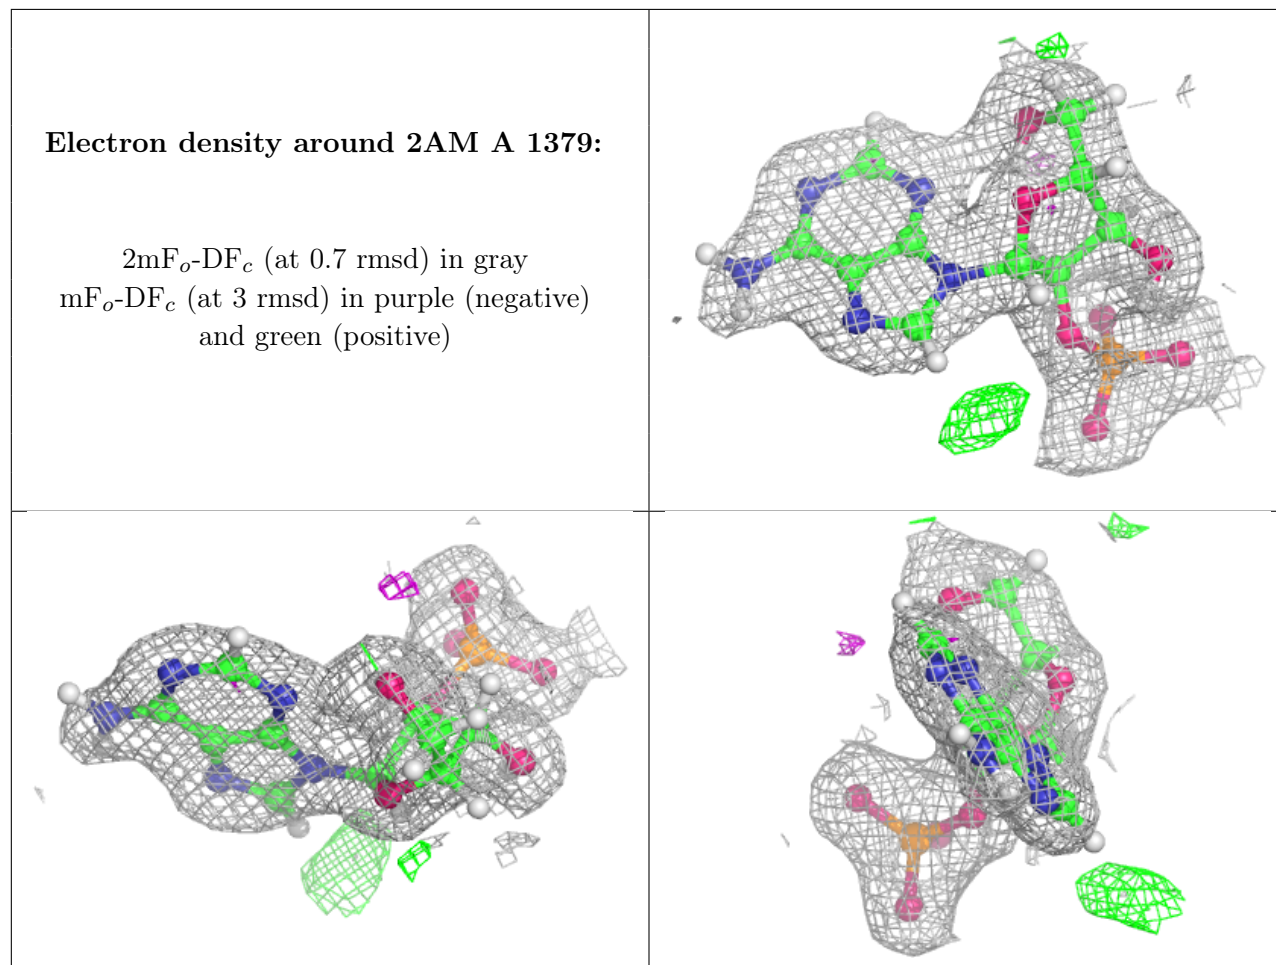 Electron density around 2AM A 1379:
2mFo-DFc (at 0.7 rmsd) in gray
mFo-DFc (at 3 rmsd) in purple (negative)
and green (positive)